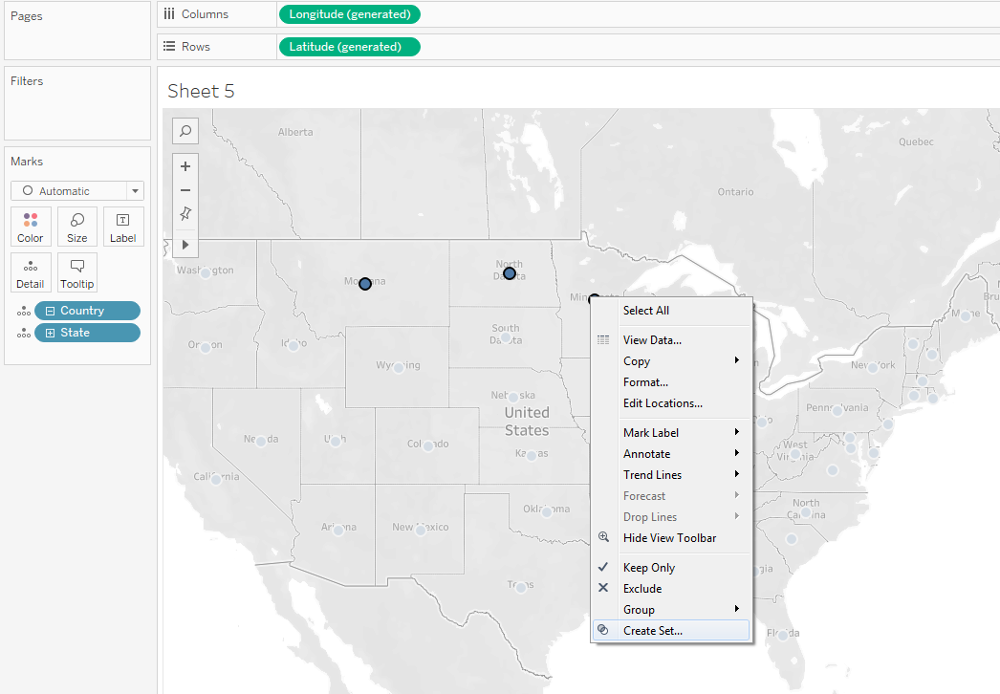 Pages
Columns
Longitude (generated)
Rows
Latitude (generated)
Filters
Sheet 5
Marks
Automatic
Color
Size
Label
Detail
Tooltip
Country
State
Alberta
Ontario
Quebec
Washington
Montana
North
Dakota
Oregon
Idaho
South
Dakota
Wyoming
Nebraska
United
States
Nevada
Utah
Colorado
Kansas
California
Arizona
New Mexico
Oklahoma
Texas
Maine
New York
Pennsylvania
West
Virginia
North
Carolina
Florida
Select All
View Data...
Copy
Format...
Edit Locations...
Mark Label
Annotate
Trend Lines
Forecast
Drop Lines
Hide View Toolbar
Keep Only
Exclude
Group
Create Set...